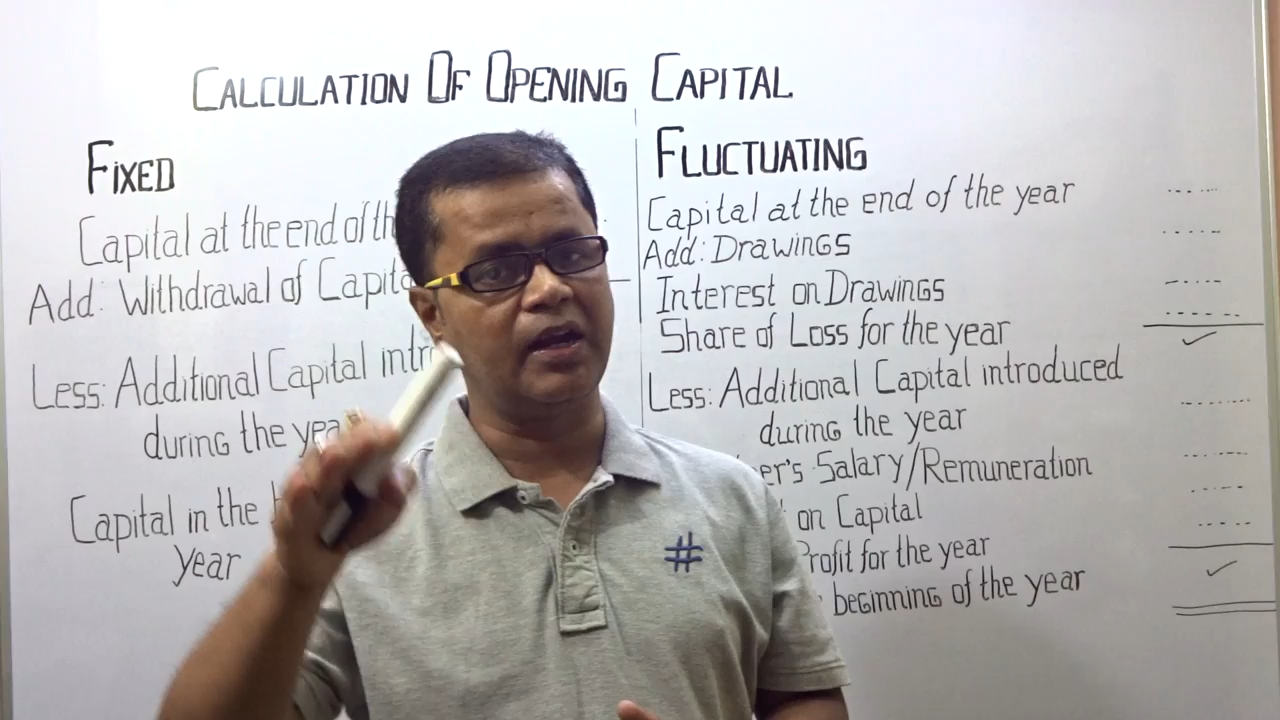 CALCULATION OF OPENING CAPITAL
FIXED
Capital at the end of th
Add: Withdrawal of Capita
Less: Additional Capital intr
during the yea
Capital in the
year
FLUCTUATING
Capital at the end of the year
Add: DRAWINGS
Interest on DRAWINGS
Share of Loss for the year
Less: Additional Capital introduced
during the year
er's Salary/Remuneration
on Capital
Profit for the year
beginning of the year
#